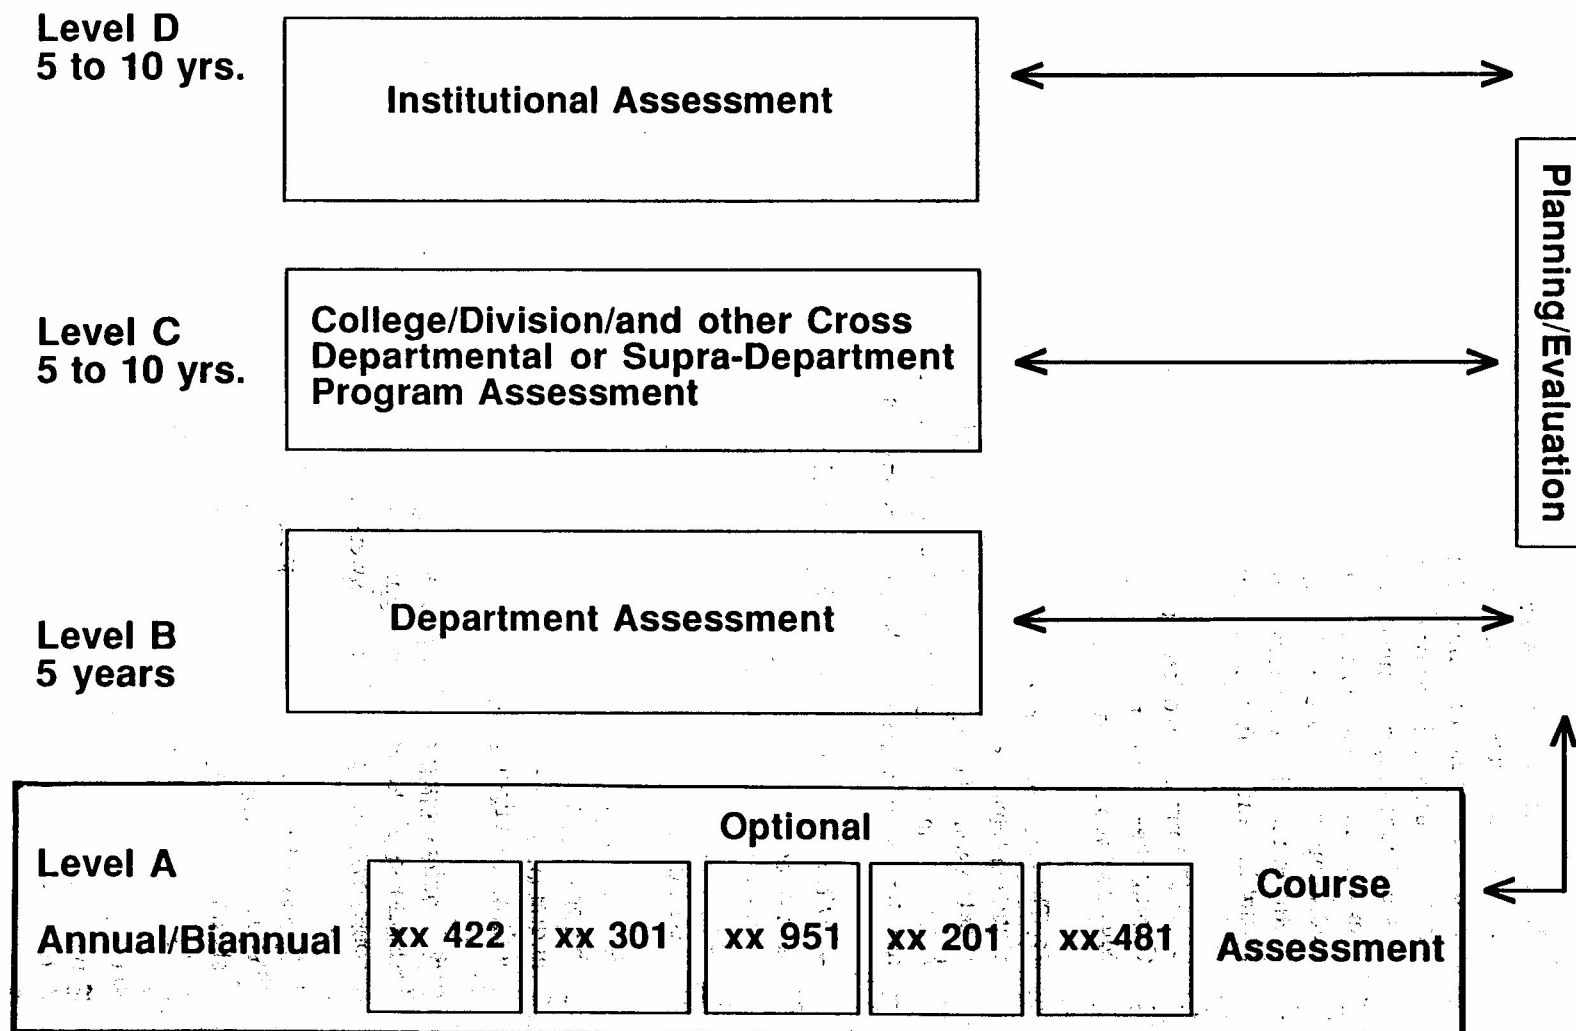 Level D
5 to 10 yrs.
Institutional Assessment
Level C
5 to 10 yrs.
College/Division/and other Cross
Departmental or Supra-Department
Program Assessment
Planning/Evaluation
Level B
5 years
Department Assessment
Optional
Level A
Annual/Biannual
xx 422
xx 301
xx 951
xx 201
xx 481
Course
Assessment